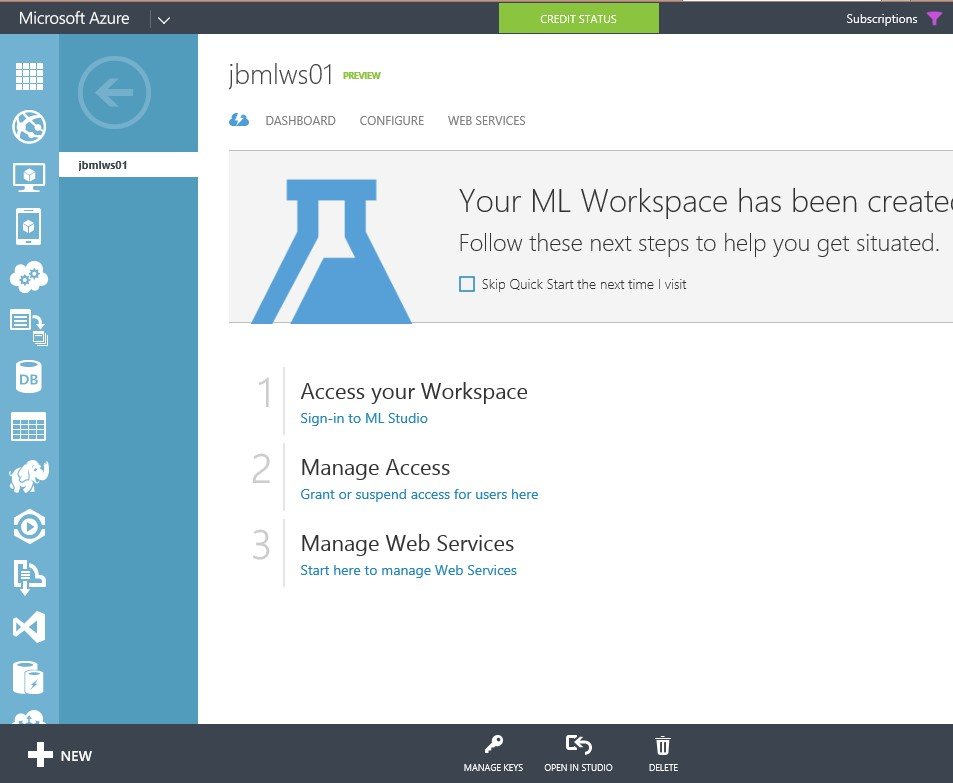 Microsoft Azure
CREDIT STATUS
Subscriptions
jbmlws01 PREVIEW
DASHBOARD CONFIGURE WEB SERVICES
jbmlws01
Your ML Workspace has been create
Follow these next steps to help you get situated.
Skip Quick Start the next time I visit
1 Access your Workspace
Sign-in to ML Studio
2 Manage Access
Grant or suspend access for users here
3 Manage Web Services
Start here to manage Web Services
DB
NEW
MANAGE KEYS OPEN IN STUDIO DELETE